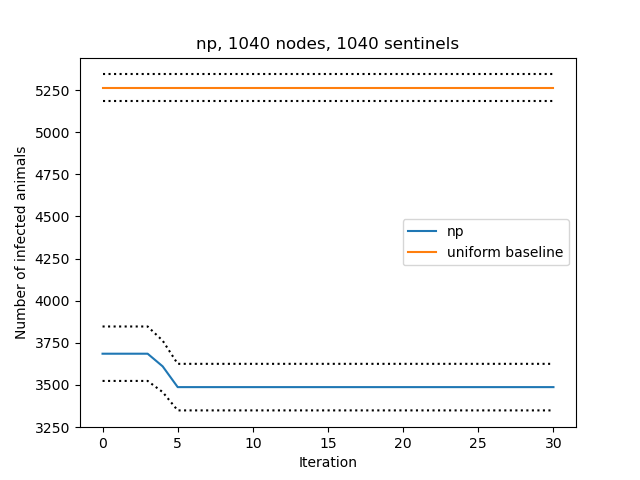 np, 1040 nodes, 1040 sentinels
Number of infected animals
5250
5000
4750
4500
4250
4000
3750
3500
3250
np
uniform baseline
0 5 10 15 20 25 30
Iteration